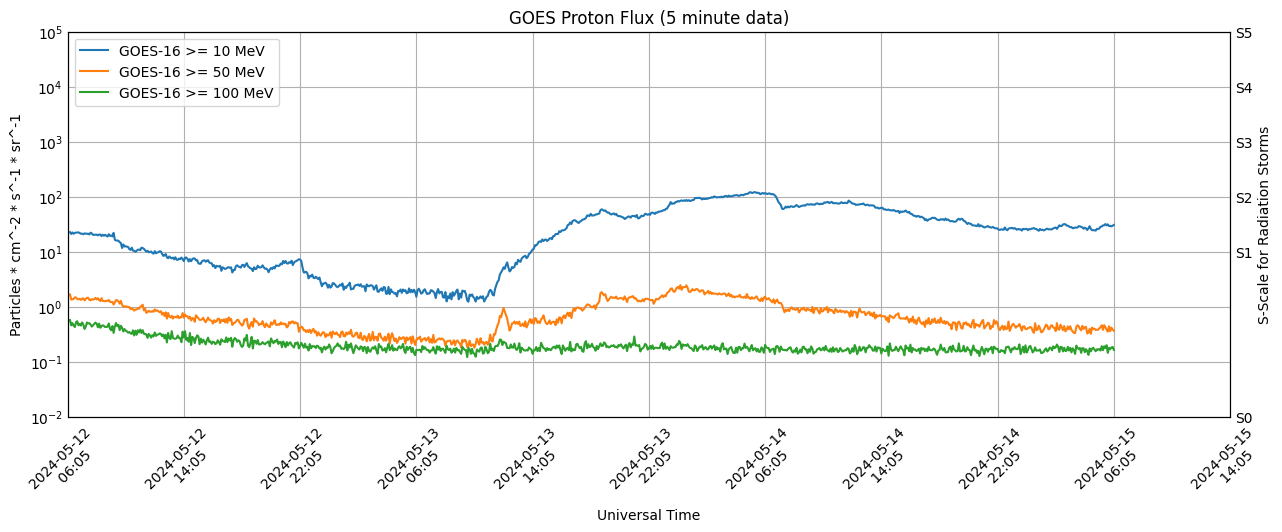 GOES Proton Flux (5 minute data)
GOES-16 >= 10 MeV
GOES-16 >= 50 MeV
GOES-16 >= 100 MeV
Particles * cm^-2 * s^-1 * sr^-1
10^5
10^4
10^3
10^2
10^1
10^0
10^-1
10^-2
S5
S4
S3
S2
S1
S0
S-Scale for Radiation Storms
2024-05-12
06:05
2024-05-12
14:05
2024-05-12
22:05
2024-05-13
06:05
2024-05-13
14:05
2024-05-13
22:05
2024-05-14
06:05
2024-05-14
14:05
2024-05-14
22:05
2024-05-15
06:05
2024-05-15
14:05
Universal Time